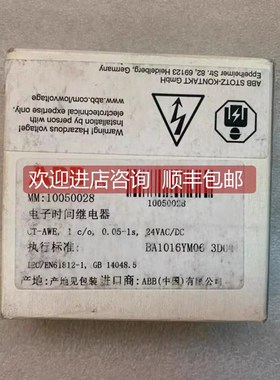 ABB STOTZ-KONTAKT GmbH
Eppelheimer Str. 82, 69123 Heidelberg, Germany
Warning! Hazardous voltage!
Installation by person with
electrotechnical expertise, only.
www.abb.com/lowvoltage
欢迎进店咨询 顺丰包邮
MM:10050028
10050028
电子时间继电器
CT-AWE, 1 c/o, 0.05-1s, 24VAC/DC
执行标准:
BA1016YM06
IEC/EN61812-1, GB 14048.5
产地:产地见包装 进口商:ABB(中国)有限公司